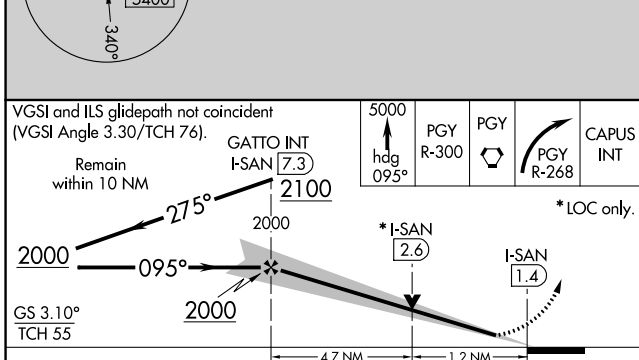 5400
340°
VGSI and ILS glidepath not coincident
(VGSI Angle 3.30/TCH 76).
Remain
within 10 NM
GATTO INT
I-SAN 7.3
2100
275°
2000
2000
095°
2000
GS 3.10°
TCH 55
5000
hdg
095°
PGY
R-300
PGY
PGY
R-268
CAPUS
INT
* LOC only.
* I-SAN
2.6
I-SAN
1.4
4.7 NM
1.2 NM